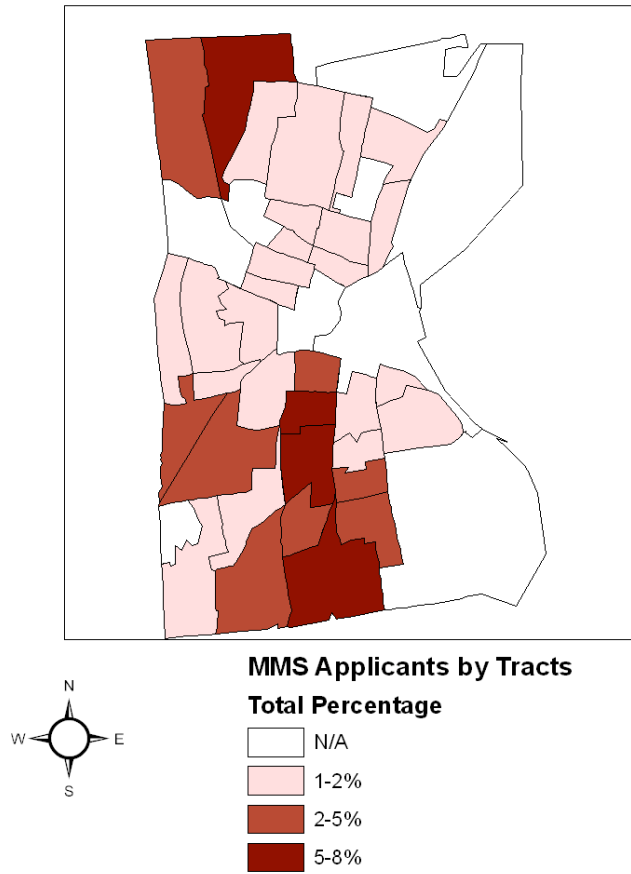 MMS Applicants by Tracts
Total Percentage
N/A
1-2%
2-5%
5-8%
N
W E
S